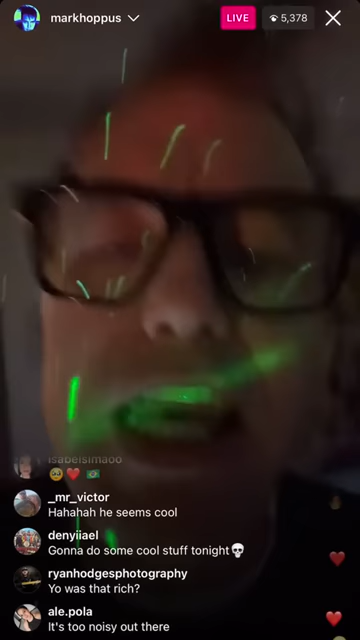 markhoppus
LIVE
5,378
isabelsimaoo
🥺❤️🇧🇷
_mr_victor
Hahahah he seems cool
denyiiael
Gonna do some cool stuff tonight💀
ryanhodgesphotography
Yo was that rich?
ale.pola
It's too noisy out there